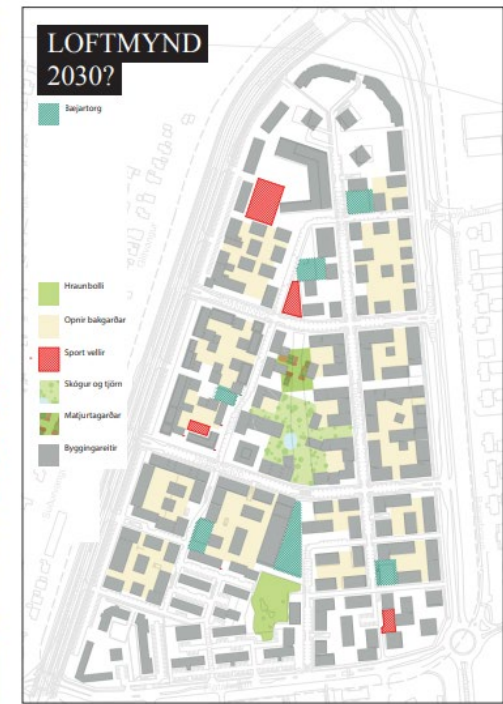 LOFTMYND
2030?
Bæjartorg
Hraunbolli
Opnir bakgarðar
Sport vellir
Skógur og tjörn
Matjurtagarðar
Byggingareitir